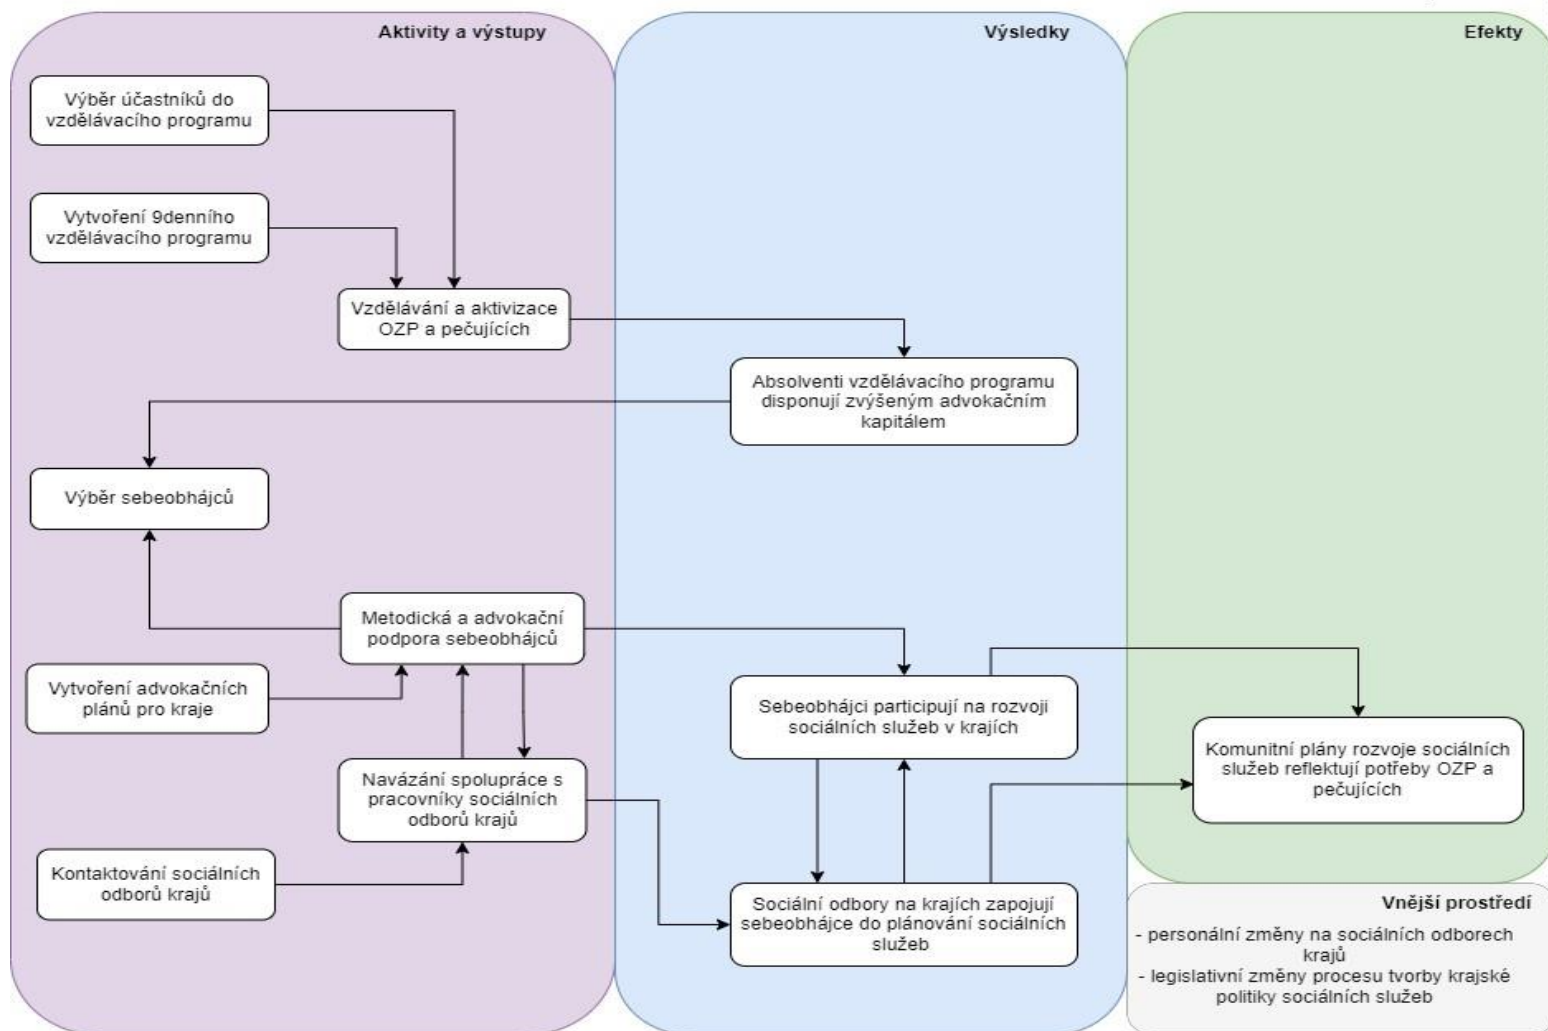 Aktivity a výstupy
Výsledky
Efekty
Výběr účastníků do
vzdělávacího programu
Vytvoření 9denního
vzdělávacího programu
Vzdělávání a aktivizace
OZP a pečujících
Absolventi vzdělávacího programu
disponují zvýšeným advokačním
kapitálem
Výběr sebeobhájců
Metodická a advokační
podpora sebeobhájců
Vytvoření advokačních
plánů pro kraje
Sebeobhájci participují na rozvoji
sociálních služeb v krajích
Komunitní plány rozvoje sociálních
služeb reflektují potřeby OZP a
pečujících
Navázání spolupráce s
pracovníky sociálních
odborů krajů
Kontaktování sociálních
odborů krajů
Sociální odbory na krajích zapojují
sebeobhájce do plánování sociálních
služeb
Vnější prostředí
- personální změny na sociálních odborech
krajů
- legislativní změny procesu tvorby krajské
politiky sociálních služeb